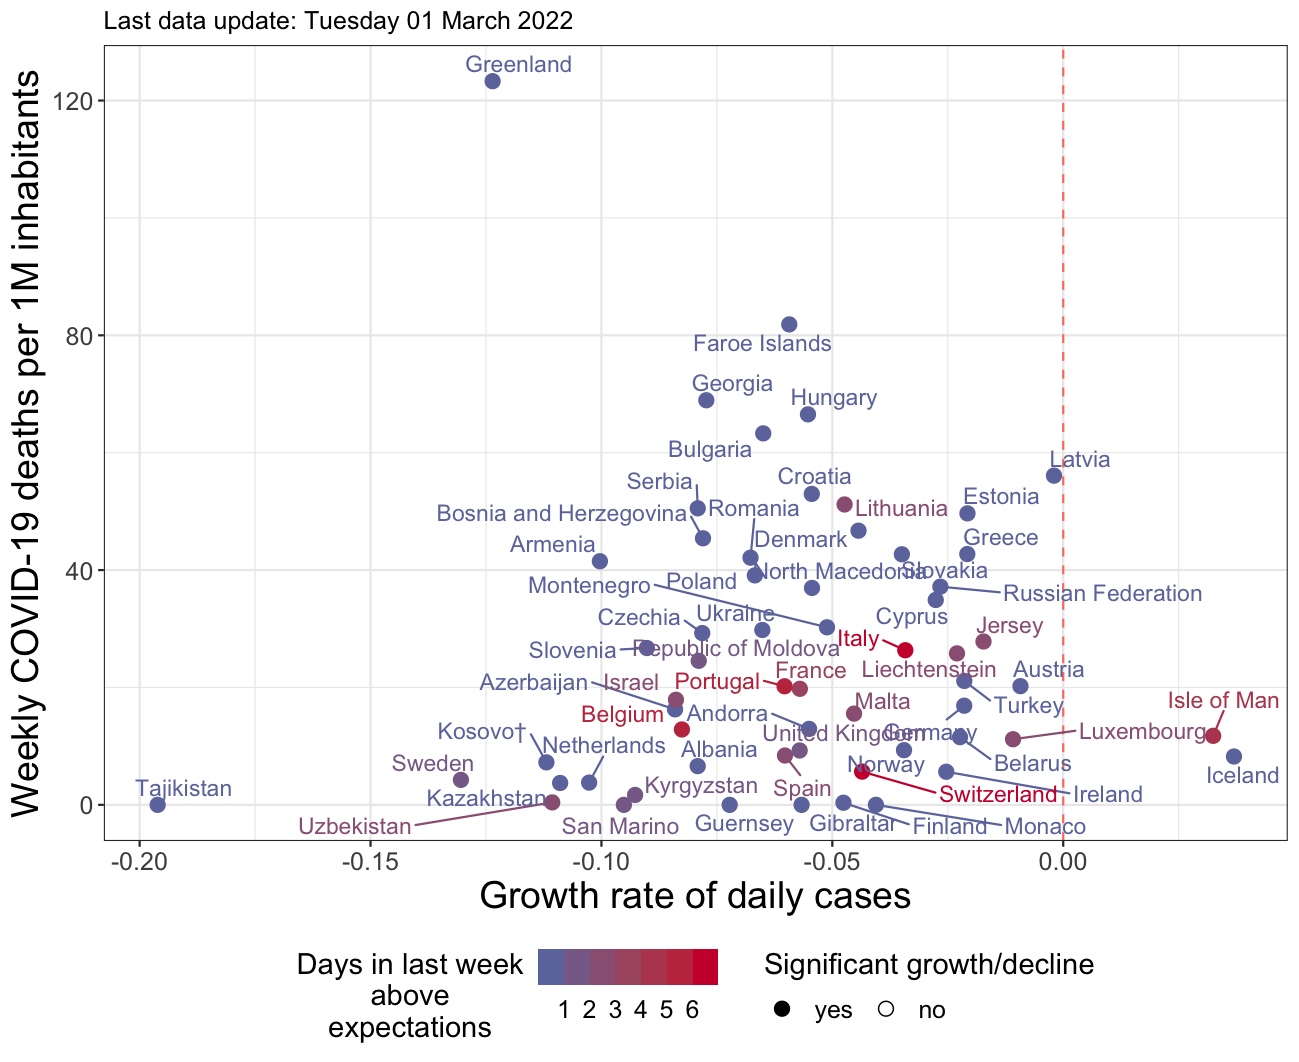 Last data update: Tuesday 01 March 2022
Weekly COVID-19 deaths per 1M inhabitants
120
80
40
0
Greenland
Faroe Islands
Georgia
Hungary
Bulgaria
Latvia
Serbia
Croatia
Estonia
Bosnia and Herzegovina
Romania
Lithuania
Armenia
Denmark
Greece
North Macedonia
Slovakia
Montenegro
Poland
Russian Federation
Czechia
Ukraine
Cyprus
Jersey
Italy
Slovenia
Republic of Moldova
France
Liechtenstein
Austria
Azerbaijan
Israel
Portugal
Malta
Turkey
Isle of Man
Belgium
Andorra
Kosovo†
United Kingdom
Germany
Luxembourg
Netherlands
Albania
Sweden
Norway
Belarus
Iceland
Tajikistan
Kazakhstan
Kyrgyzstan
Spain
Switzerland
Ireland
Uzbekistan
San Marino
Guernsey
Gibraltar
Finland
Monaco
-0.20
-0.15
-0.10
-0.05
0.00
Growth rate of daily cases
Days in last week
above
expectations
1 2 3 4 5 6
Significant growth/decline
yes
no